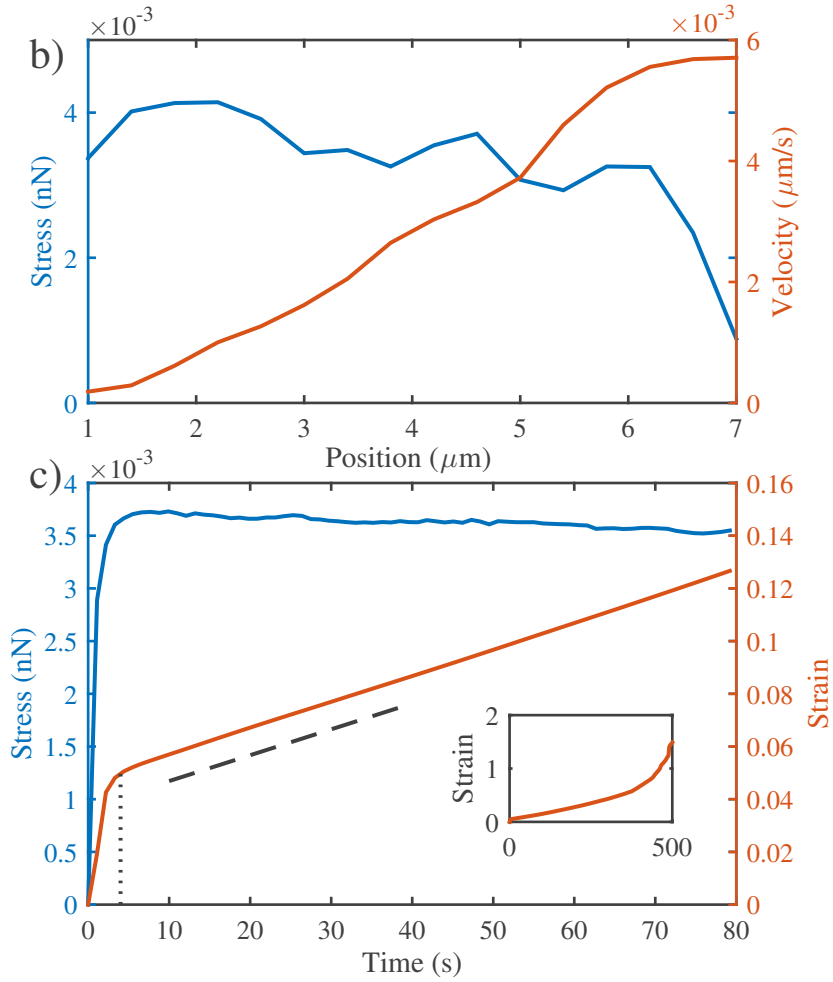 b)
×10⁻³
×10⁻³
6
4
2
0
Stress (nN)
4
2
0
Velocity (μm/s)
1 2 3 4 5 6 7
Position (μm)
c)
×10⁻³
4
3.5
3
2.5
2
1.5
1
0.5
0
Stress (nN)
0.16
0.14
0.12
0.1
0.08
0.06
0.04
0.02
0
Strain
2
1
0
Strain
0 500
0 10 20 30 40 50 60 70 80
Time (s)